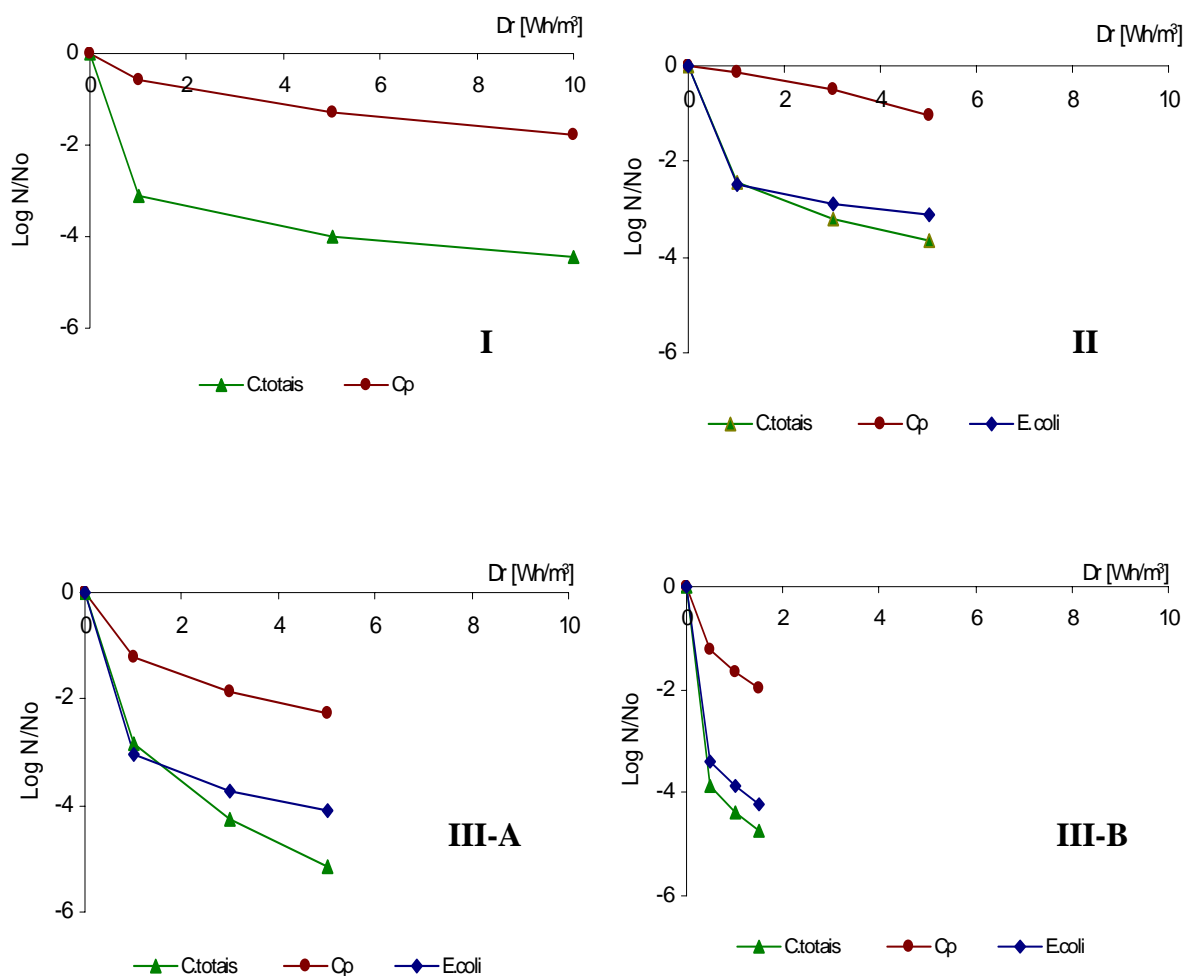 Dr [Wh/m³]
0
0 2 4 6 8 10
-2
-4
-6
Log N/No
I
C.totais Cp
Dr [Wh/m³]
0
0 2 4 6 8 10
-2
-4
-6
Log N/No
II
C.totais Cp E.coli
Dr [Wh/m³]
0
0 2 4 6 8 10
-2
-4
-6
Log N/No
III-A
C.totais Cp E.coli
Dr [Wh/m³]
0
0 2 4 6 8 10
-2
-4
-6
Log N/No
III-B
C.totais Cp E.coli